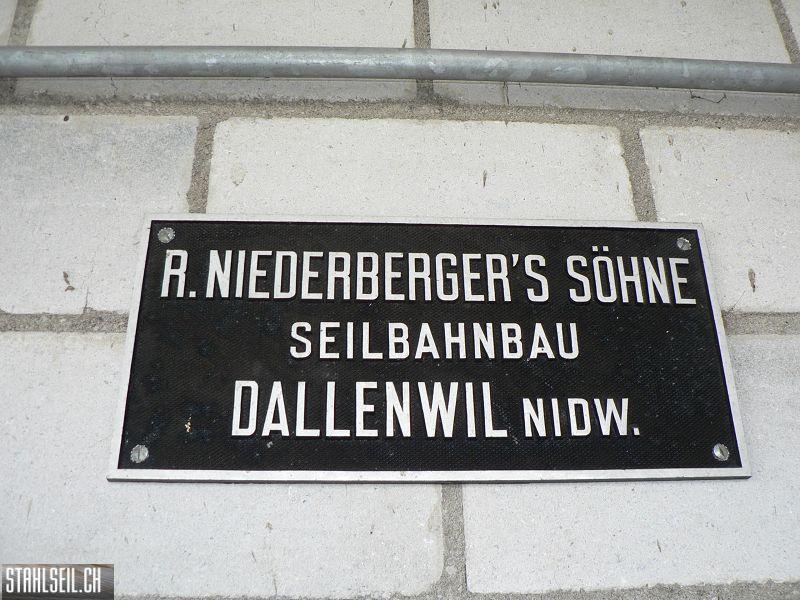 R. NIEDERBERGER'S SÖHNE
SEILBAHNBAU
DALLENWIL NIDW.
STAHLSEIL.CH